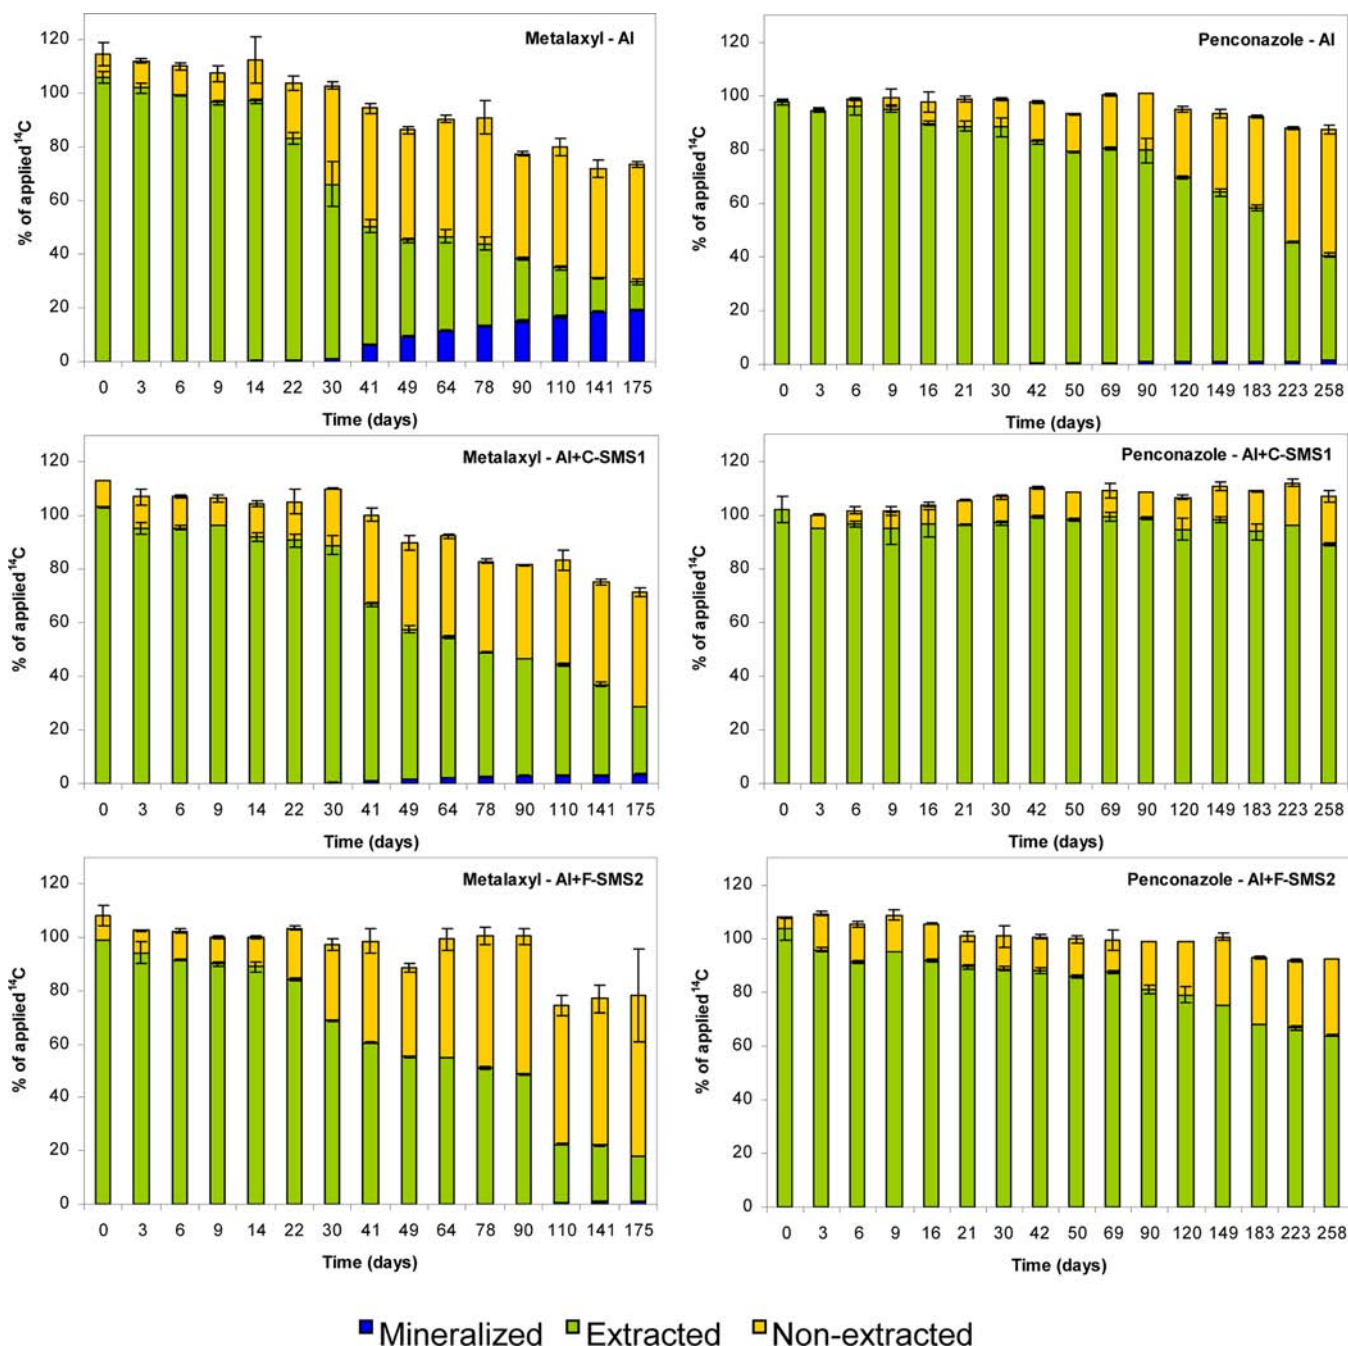 Metalaxyl - AI
% of applied ¹⁴C
120
100
80
60
40
20
0
0 3 6 9 14 22 30 41 49 64 78 90 110 141 175
Time (days)
Penconazole - AI
% of applied ¹⁴C
120
100
80
60
40
20
0
0 3 6 9 16 21 30 42 50 69 90 120 149 183 223 258
Time (days)
Metalaxyl - AI+C-SMS1
% of applied ¹⁴C
120
100
80
60
40
20
0
0 3 6 9 14 22 30 41 49 64 78 90 110 141 175
Time (days)
Penconazole - AI+C-SMS1
% of applied ¹⁴C
120
100
80
60
40
20
0
0 3 6 9 16 21 30 42 50 69 90 120 149 183 223 258
Time (days)
Metalaxyl - AI+F-SMS2
% of applied ¹⁴C
120
100
80
60
40
20
0
0 3 6 9 14 22 30 41 49 64 78 90 110 141 175
Time (days)
Penconazole - AI+F-SMS2
% of applied ¹⁴C
120
100
80
60
40
20
0
0 3 6 9 16 21 30 42 50 69 90 120 149 183 223 258
Time (days)
Mineralized Extracted Non-extracted